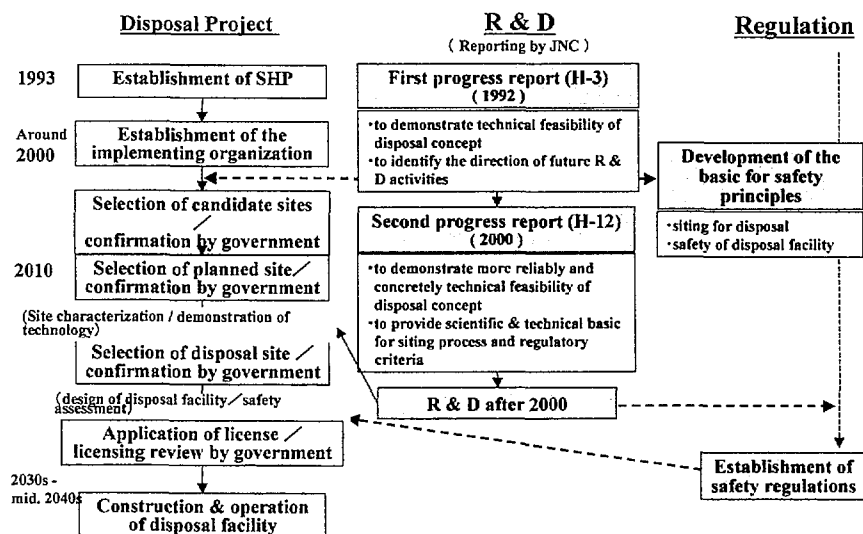 Disposal Project
R & D
( Reporting by JNC )
Regulation
1993
Establishment of SHP
Around
2000
Establishment of the
implementing organization
Selection of candidate sites
／
confirmation by government
2010
Selection of planned site／
confirmation by government
(Site characterization / demonstration of
technology)
Selection of disposal site ／
confirmation by government
(design of disposal facility／safety
assessment)
Application of license ／
licensing review by government
2030s -
mid. 2040s
Construction & operation
of disposal facility
First progress report (H-3)
( 1992 )
・to demonstrate technical feasibility of
disposal concept
・to identify the direction of future R &
D activities
Second progress report (H-12)
( 2000 )
・to demonstrate more reliably and
concretely technical feasibility of
disposal concept
・to provide scientific & technical basic
for siting process and regulatory
criteria
R & D after 2000
Development of the
basic for safety
principles
・siting for disposal
・safety of disposal facility
Establishment of
safety regulations